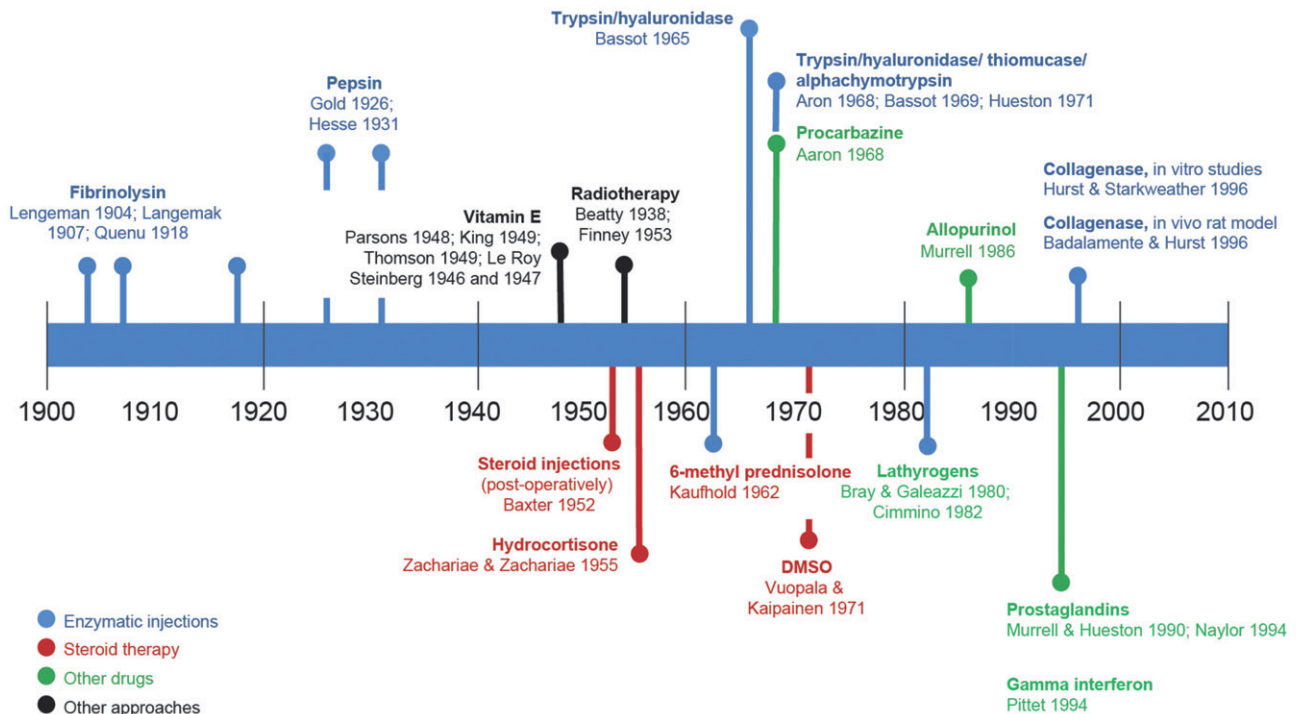 Trypsin/hyaluronidase
Bassot 1965
Trypsin/hyaluronidase/ thiomucase/
alphachymotrypsin
Aron 1968; Bassot 1969; Hueston 1971
Pepsin
Gold 1926;
Hesse 1931
Procarbazine
Aaron 1968
Collagenase, in vitro studies
Hurst & Starkweather 1996
Collagenase, in vivo rat model
Badalamente & Hurst 1996
Fibrinolysin
Lengeman 1904; Langemak
1907; Quenu 1918
Vitamin E
Parsons 1948; King 1949;
Thomson 1949; Le Roy
Steinberg 1946 and 1947
Radiotherapy
Beatty 1938;
Finney 1953
Allopurinol
Murrell 1986
1900 1910 1920 1930 1940 1950 1960 1970 1980 1990 2000 2010
Steroid injections
(post-operatively)
Baxter 1952
6-methyl prednisolone
Kaufhold 1962
Lathyrogens
Bray & Galeazzi 1980;
Cimmino 1982
Hydrocortisone
Zachariae & Zachariae 1955
DMSO
Vuopala &
Kaipainen 1971
Prostaglandins
Murrell & Hueston 1990; Naylor 1994
Gamma interferon
Pittet 1994
Enzymatic injections
Steroid therapy
Other drugs
Other approaches